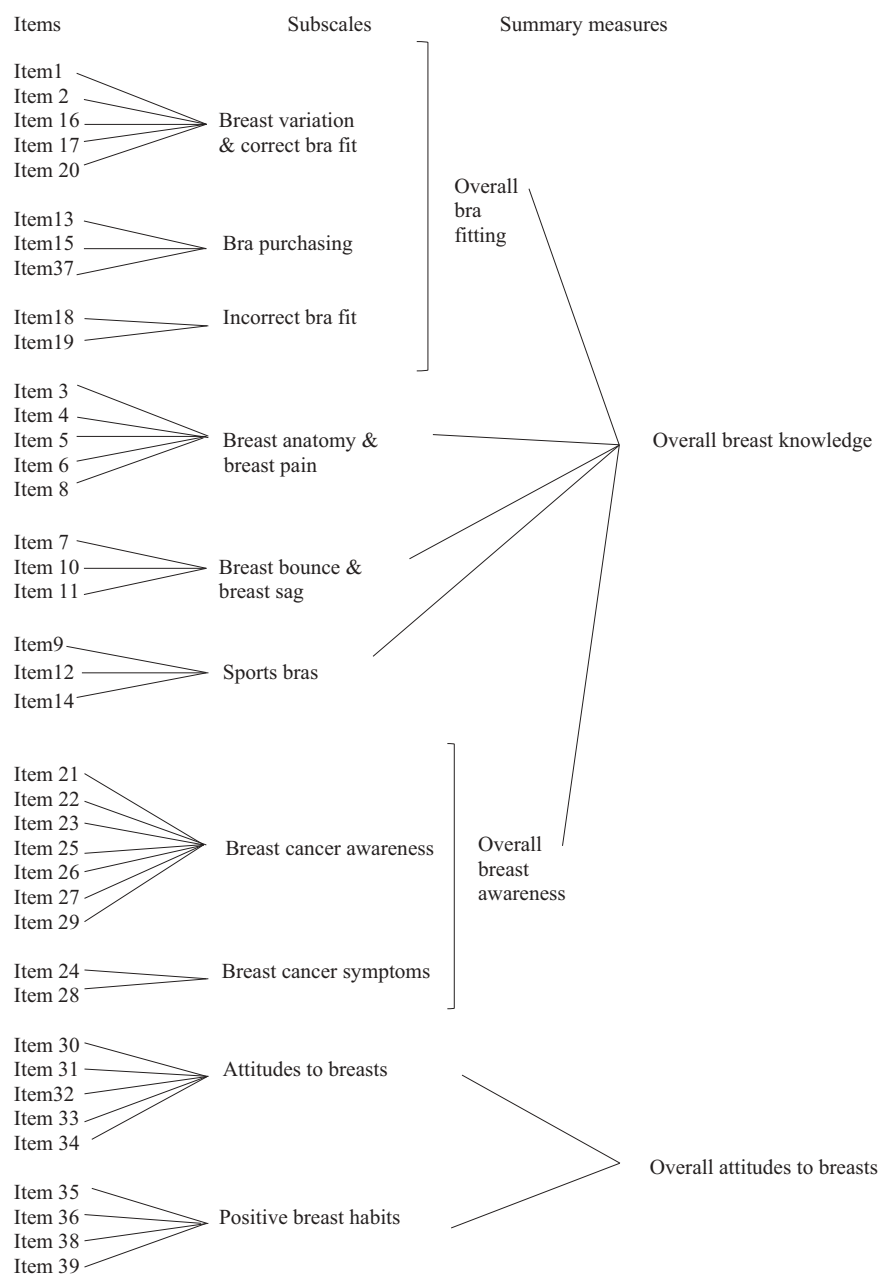 Items Subscales Summary measures
Item1
Item 2
Item 16
Item 17
Item 20
Breast variation
& correct bra fit
Item13
Item15
Item37
Bra purchasing
Item18
Item19
Incorrect bra fit
Overall
bra
fitting
Item 3
Item 4
Item 5
Item 6
Item 8
Breast anatomy &
breast pain
Overall breast knowledge
Item 7
Item 10
Item 11
Breast bounce &
breast sag
Item9
Item12
Item14
Sports bras
Item 21
Item 22
Item 23
Item 25
Item 26
Item 27
Item 29
Breast cancer awareness
Overall
breast
awareness
Item 24
Item 28
Breast cancer symptoms
Item 30
Item 31
Item32
Item 33
Item 34
Attitudes to breasts
Overall attitudes to breasts
Item 35
Item 36
Item 38
Item 39
Positive breast habits